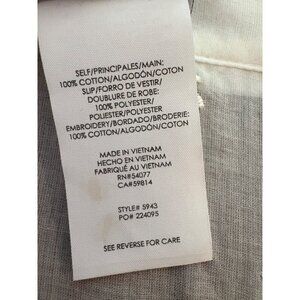 SELF/PRINCIPALES/MAIN:
100% COTTON/ALGODÓN/COTON
SLIP/FORRO DE VESTIR/
DOUBLURE DE ROBE:
100% POLYESTER/
POLIESTER/POLYESTER
EMBROIDERY/BORDADO/BRODERIE:
100% COTTON/ALGODÓN/COTON
MADE IN VIETNAM
HECHO EN VIETNAM
FABRIQUÉ AU VIETNAM
RN#54077
CA#59814
STYLE# 5943
PO# 224095
SEE REVERSE FOR CARE